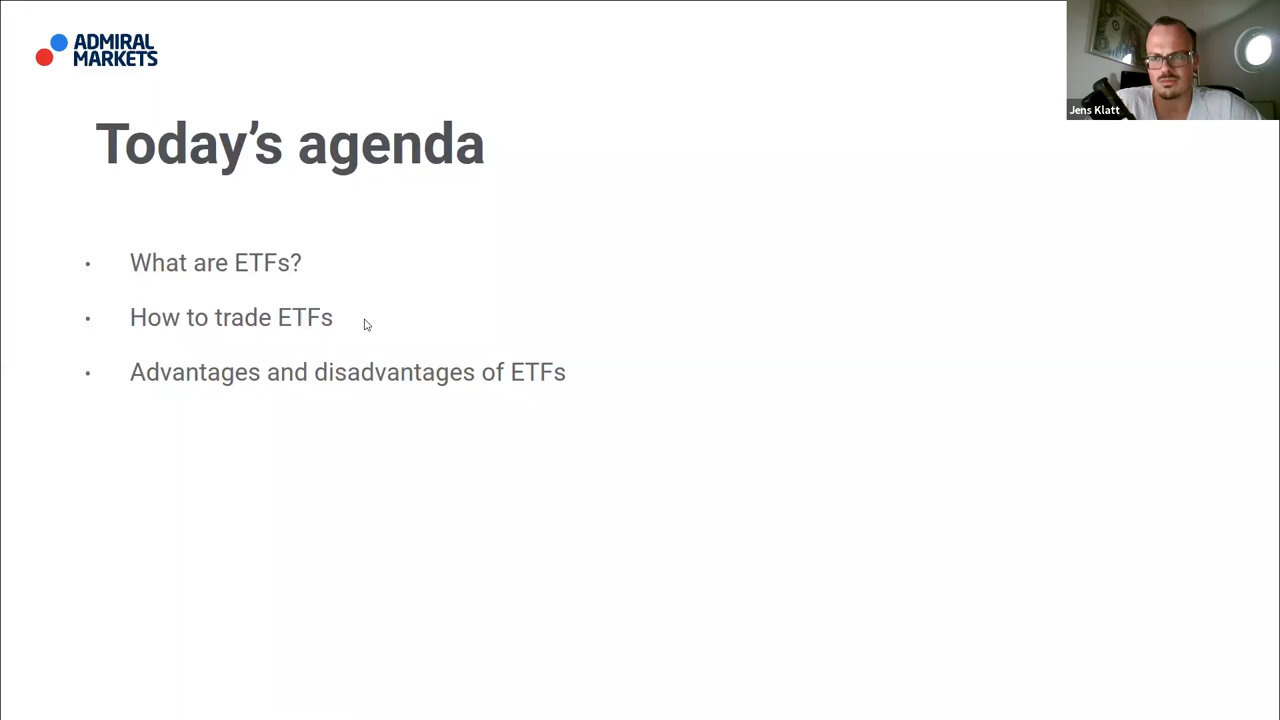 ADMIRAL
MARKETS
Jens Klatt
Today's agenda
• What are ETFs?
• How to trade ETFs
• Advantages and disadvantages of ETFs